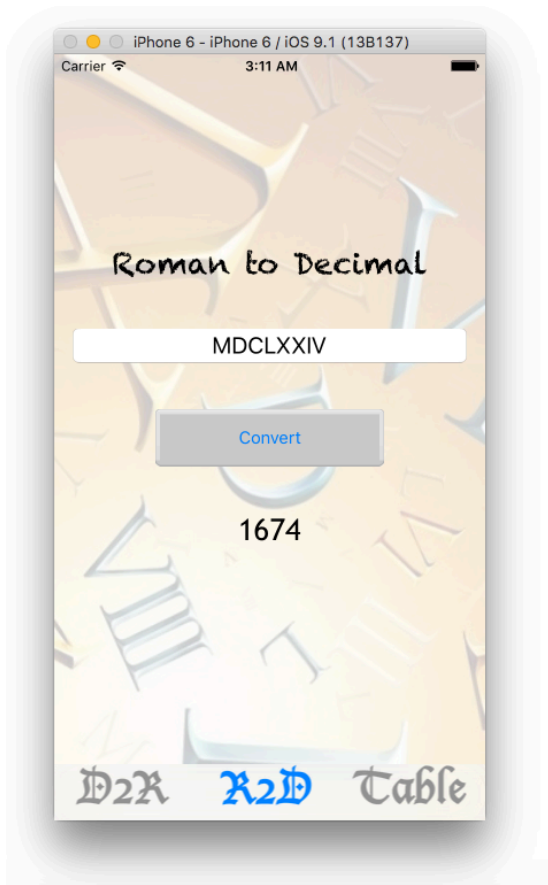 iPhone 6 - iPhone 6 / iOS 9.1 (13B137)
Carrier 3:11 AM
Roman to Decimal
MDCLXXIV
Convert
1674
D2R R2D Table